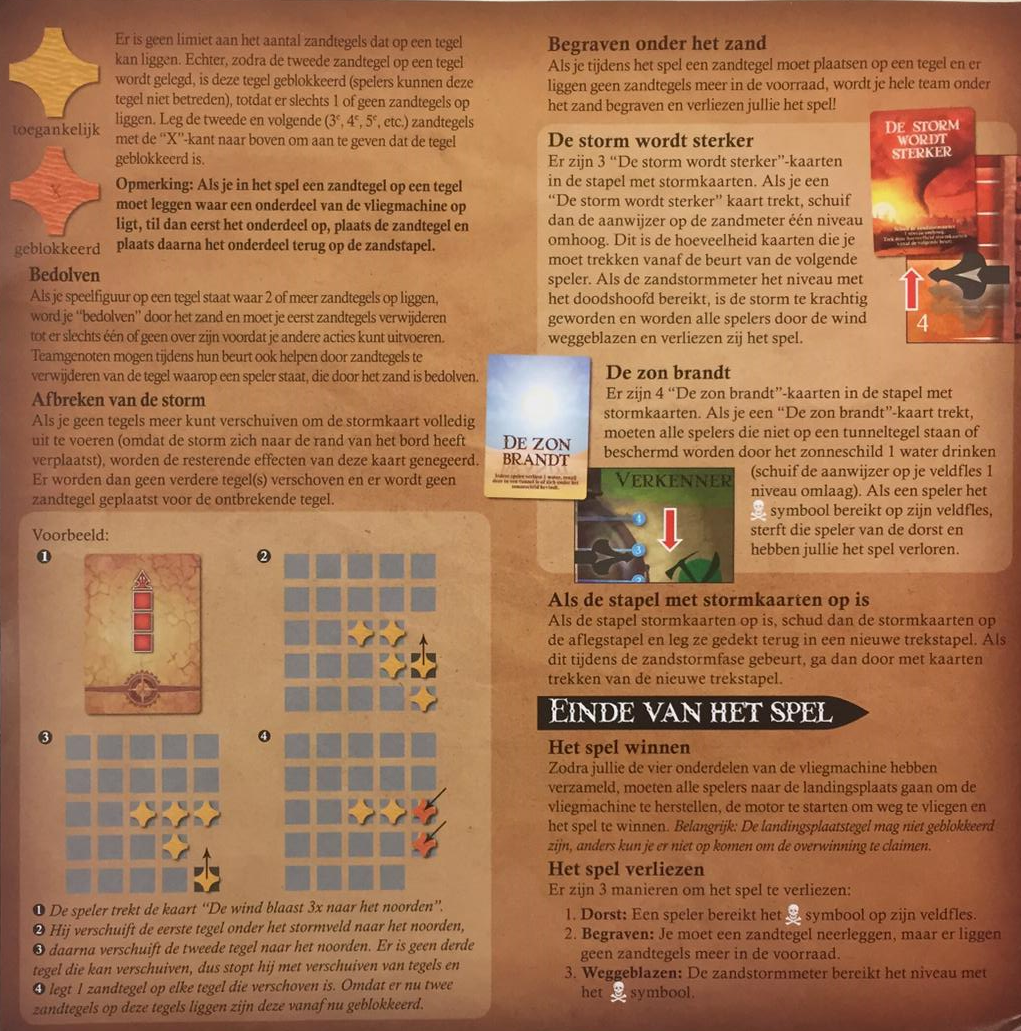 Er is geen limiet aan het aantal zandtegels dat op een tegel
kan liggen. Echter, zodra de tweede zandtegel op een tegel
wordt gelegd, is deze tegel geblokkeerd (spelers kunnen deze
tegel niet betreden), totdat er slechts 1 of geen zandtegels op
liggen. Leg de tweede en volgende (3e, 4e, 5e, etc.) zandtegels
met de "X"-kant naar boven om aan te geven dat de tegel
geblokkeerd is.
toegankelijk
Opmerking: Als je in het spel een zandtegel op een tegel
moet leggen waar een onderdeel van de vliegmachine op
ligt, til dan eerst het onderdeel op, plaats de zandtegel en
plaats daarna het onderdeel terug op de zandstapel.
X
geblokkeerd
Bedolven
Als je speelfiguur op een tegel staat waar 2 of meer zandtegels op liggen,
word je "bedolven" door het zand en moet je eerst zandtegels verwijderen
tot er slechts één of geen over zijn voordat je andere acties kunt uitvoeren.
Teamgenoten mogen tijdens hun beurt ook helpen door zandtegels te
verwijderen van de tegel waarop een speler staat, die door het zand is bedolven.
Afbreken van de storm
Als je geen tegels meer kunt verschuiven om de stormkaart volledig
uit te voeren (omdat de storm zich naar de rand van het bord heeft
verplaatst), worden de resterende effecten van deze kaart genegeerd.
Er worden dan geen verdere tegel(s) verschoven en er wordt geen
zandtegel geplaatst voor de ontbrekende tegel.
Voorbeeld:
1
2
3
4
1 De speler trekt de kaart "De wind blaast 3x naar het noorden".
2 Hij verschuift de eerste tegel onder het stormveld naar het noorden,
3 daarna verschuift de tweede tegel naar het noorden. Er is geen derde
tegel die kan verschuiven, dus stopt hij met verschuiven van tegels en
4 legt 1 zandtegel op elke tegel die verschoven is. Omdat er nu twee
zandtegels op deze tegels liggen zijn deze vanaf nu geblokkeerd.
Begraven onder het zand
Als je tijdens het spel een zandtegel moet plaatsen op een tegel en er
liggen geen zandtegels meer in de voorraad, wordt je hele team onder
het zand begraven en verliezen jullie het spel!
De storm wordt sterker
Er zijn 3 "De storm wordt sterker"-kaarten
in de stapel met stormkaarten. Als je een
"De storm wordt sterker" kaart trekt, schuif
dan de aanwijzer op de zandmeter één niveau
omhoog. Dit is de hoeveelheid kaarten die je
moet trekken vanaf de beurt van de volgende
speler. Als de zandstormmeter het niveau met
het doodshoofd bereikt, is de storm te krachtig
geworden en worden alle spelers door de wind
weggeblazen en verliezen zij het spel.
DE STORM
WORDT
STERKER
4
De zon brandt
Er zijn 4 "De zon brandt"-kaarten in de stapel met
stormkaarten. Als je een "De zon brandt"-kaart trekt,
moeten alle spelers die niet op een tunneltegel staan of
beschermd worden door het zonneschild 1 water drinken
(schuif de aanwijzer op je veldfles 1
niveau omlaag). Als een speler het
symbool bereikt op zijn veldfles,
sterft die speler van de dorst en
hebben jullie het spel verloren.
DE ZON
BRANDT
VERKENNER
4
3
2
Als de stapel met stormkaarten op is
Als de stapel stormkaarten op is, schud dan de stormkaarten op
de aflegstapel en leg ze gedekt terug in een nieuwe trekstapel. Als
dit tijdens de zandstormfase gebeurt, ga dan door met kaarten
trekken van de nieuwe trekstapel.
EINDE VAN HET SPEL
Het spel winnen
Zodra jullie de vier onderdelen van de vliegmachine hebben
verzameld, moeten alle spelers naar de landingsplaats gaan om de
vliegmachine te herstellen, de motor te starten om weg te vliegen en
het spel te winnen. Belangrijk: De landingsplaatstegel mag niet geblokkeerd
zijn, anders kun je er niet op komen om de overwinning te claimen.
Het spel verliezen
Er zijn 3 manieren om het spel te verliezen:
1. Dorst: Een speler bereikt het symbool op zijn veldfles.
2. Begraven: Je moet een zandtegel neerleggen, maar er liggen
geen zandtegels meer in de voorraad.
3. Weggeblazen: De zandstormmeter bereikt het niveau met
het symbool.